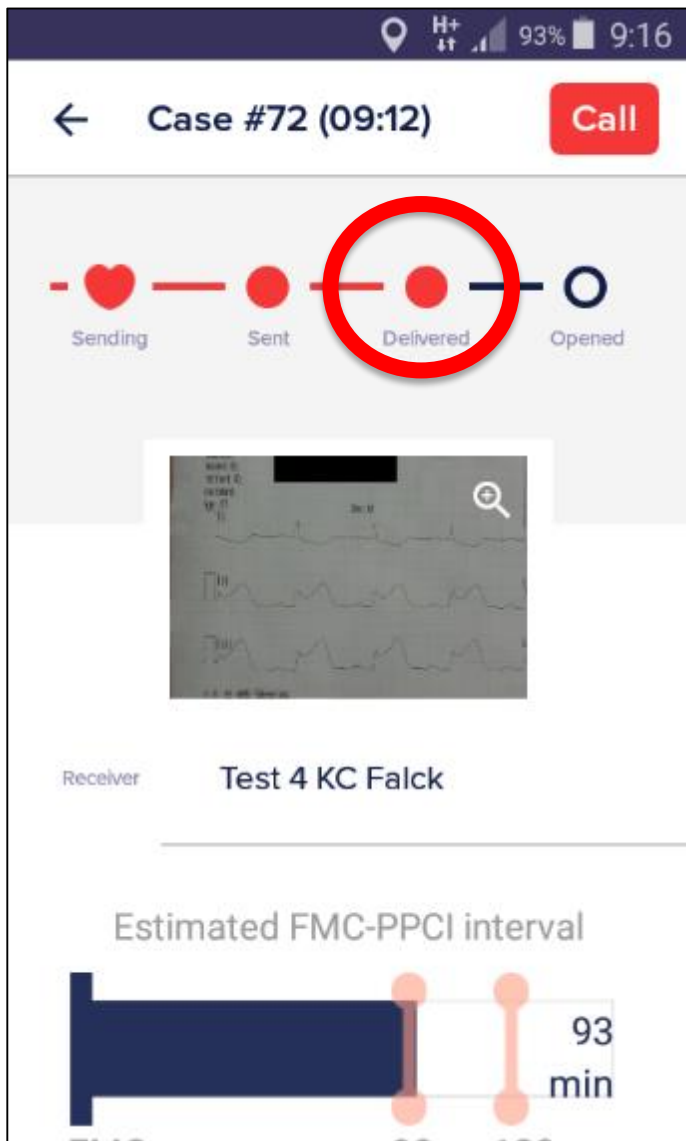 H+ 93% 9:16
Case #72 (09:12) Call
Sending Sent Delivered Opened
Receiver Test 4 KC Falck
Estimated FMC-PPCI interval
93
min